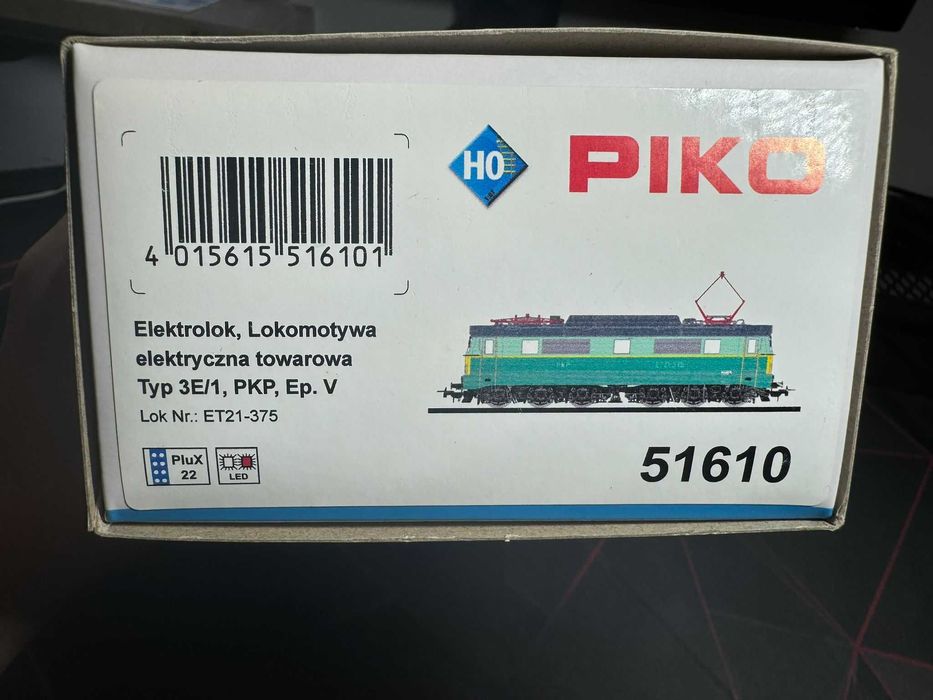 H0
PIKO
4 015615 516101
Elektrolok, Lokomotywa
elektryczna towarowa
Typ 3E/1, PKP, Ep. V
Lok Nr.: ET21-375
PluX
22
LED
51610